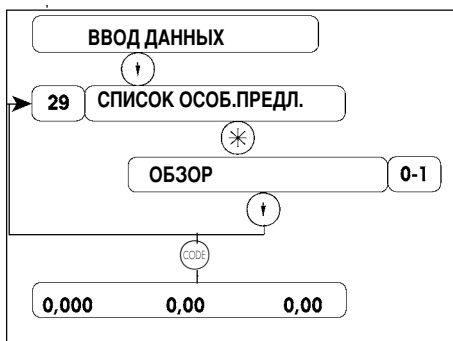 ВВОД ДАННЫХ
29 СПИСОК ОСОБ.ПРЕДЛ.
ОБЗОР 0-1
CODE
0,000 0,00 0,00